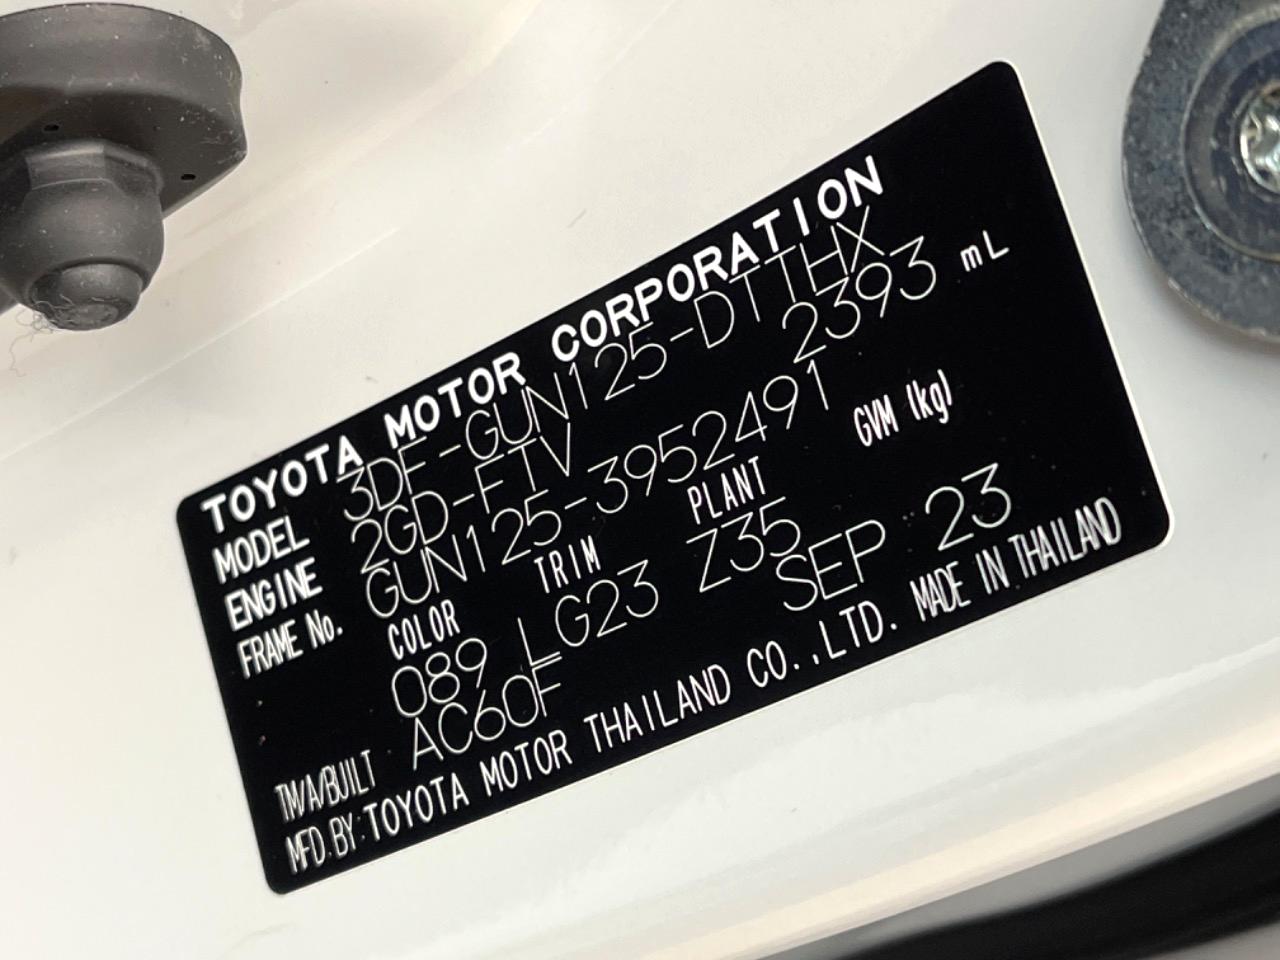 TOYOTA MOTOR CORPORATION
MODEL 3DF-GUN125-DTTHX
ENGINE 2GD-FTV 2393 mL
FRAME No. GUN125-3952491
COLOR TRIM PLANT GVM (kg)
089 LG23 Z35
TM/A/BUILT AC60F SEP 23
MFD.BY:TOYOTA MOTOR THAILAND CO.,LTD. MADE IN THAILAND